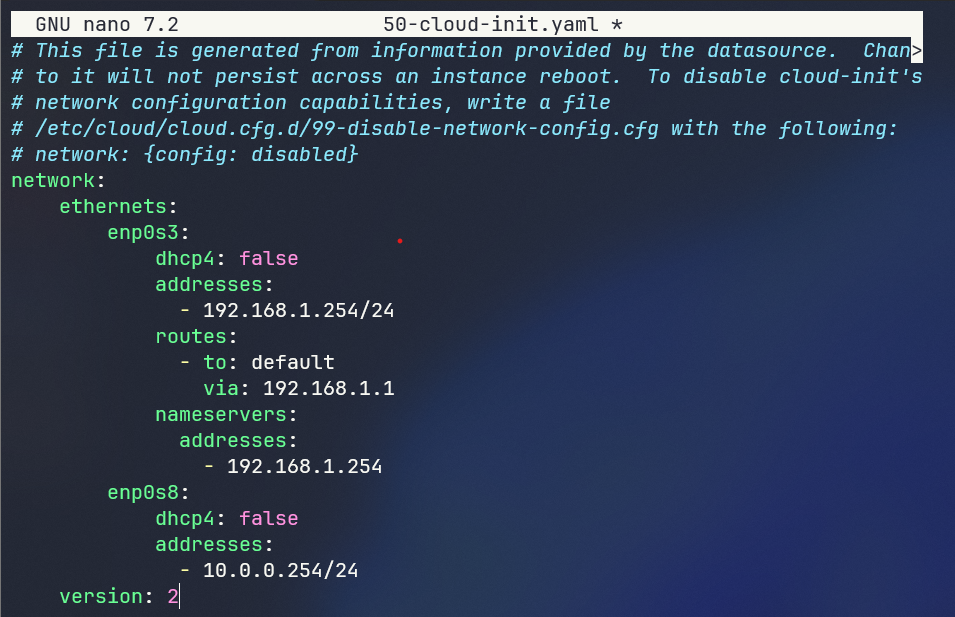 GNU nano 7.2 50-cloud-init.yaml *
# This file is generated from information provided by the datasource.  Chan>
# to it will not persist across an instance reboot.  To disable cloud-init's
# network configuration capabilities, write a file
# /etc/cloud/cloud.cfg.d/99-disable-network-config.cfg with the following:
# network: {config: disabled}
network:
    ethernets:
        enp0s3:
            dhcp4: false
            addresses:
              - 192.168.1.254/24
            routes:
              - to: default
                via: 192.168.1.1
            nameservers:
              addresses:
                - 192.168.1.254
        enp0s8:
            dhcp4: false
            addresses:
              - 10.0.0.254/24
    version: 2